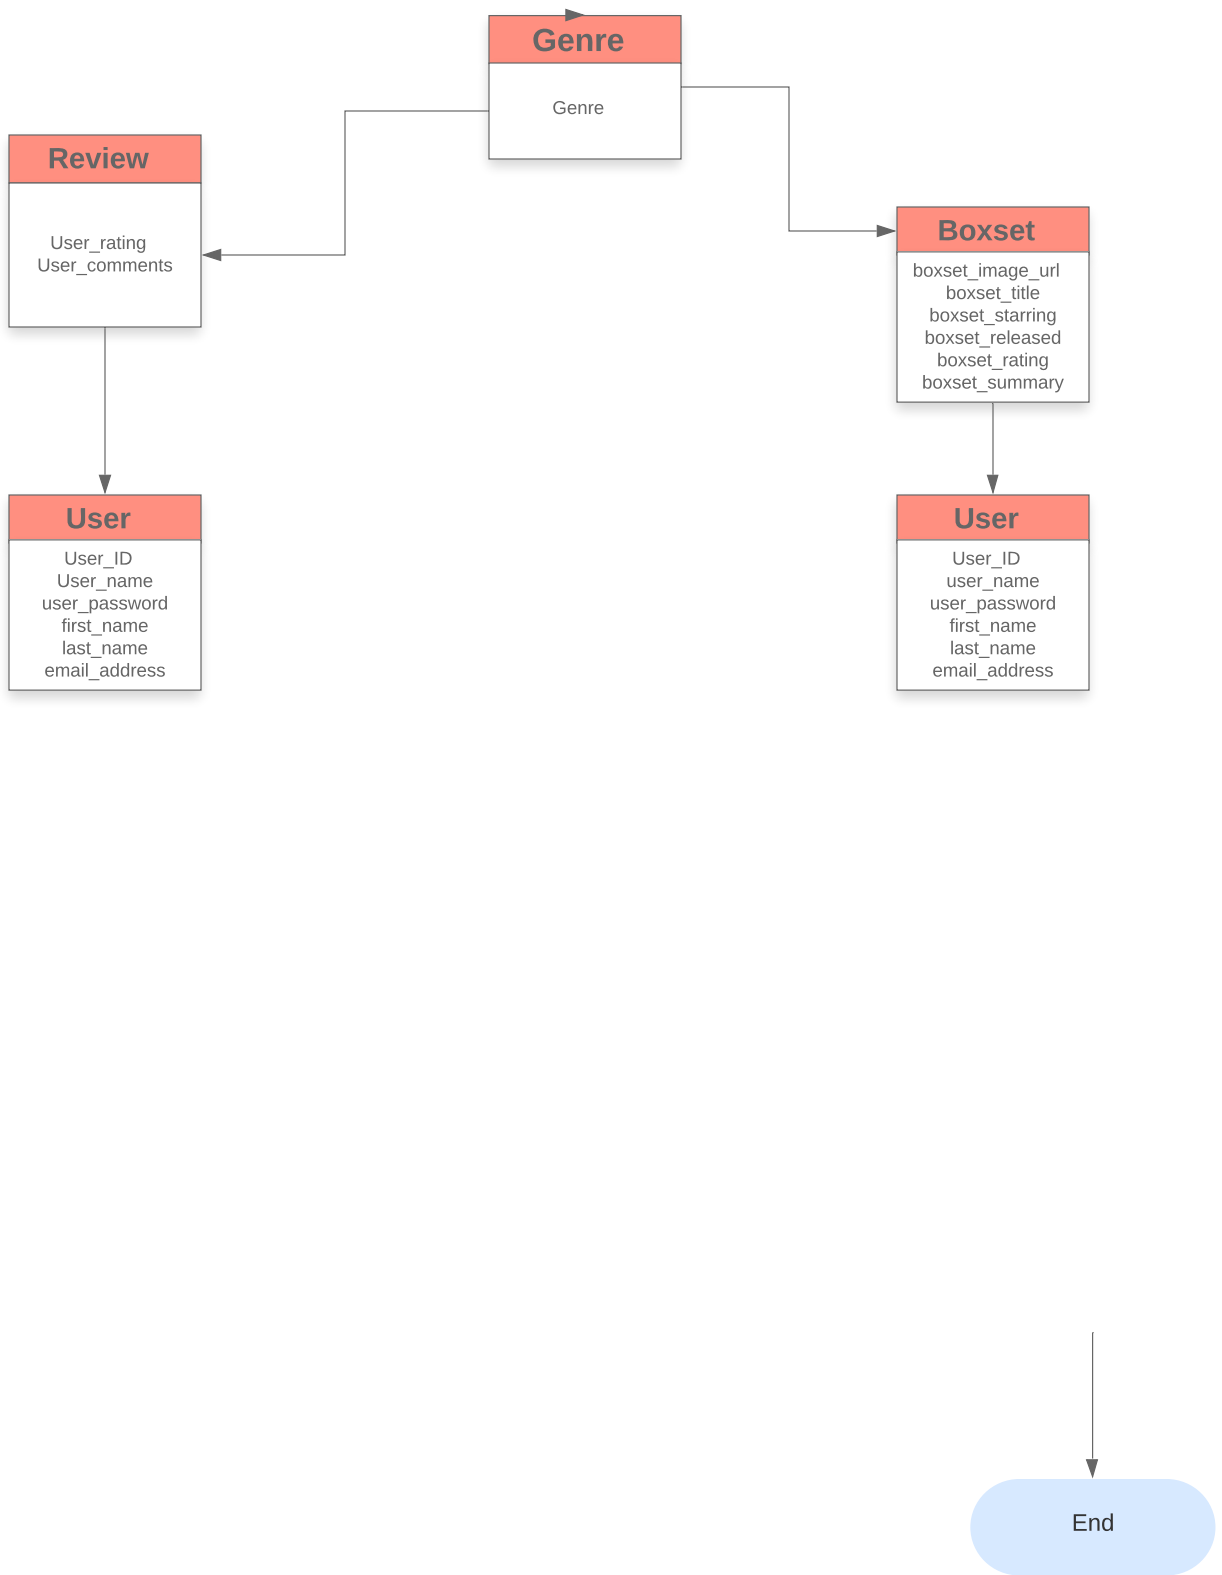 Genre
Genre
Review
User_rating
User_comments
Boxset
boxset_image_url
boxset_title
boxset_starring
boxset_released
boxset_rating
boxset_summary
User
User_ID
User_name
user_password
first_name
last_name
email_address
User
User_ID
user_name
user_password
first_name
last_name
email_address
End